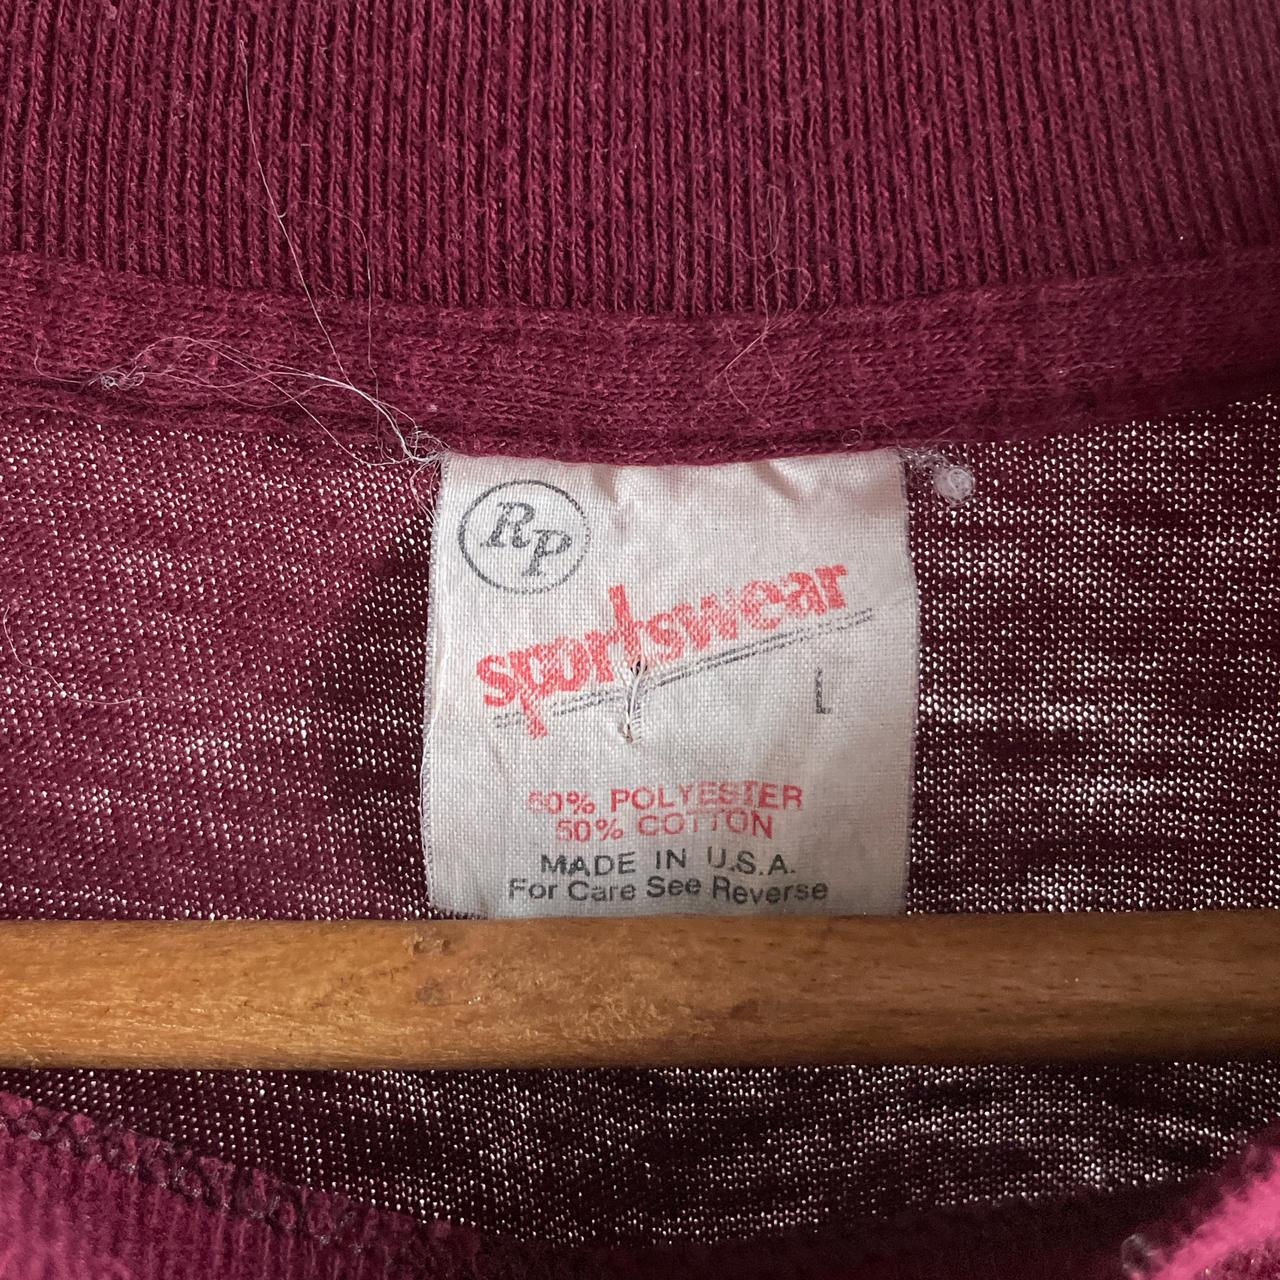 RP
sportswear
L
50% POLYESTER
50% COTTON
MADE IN U.S.A.
For Care See Reverse